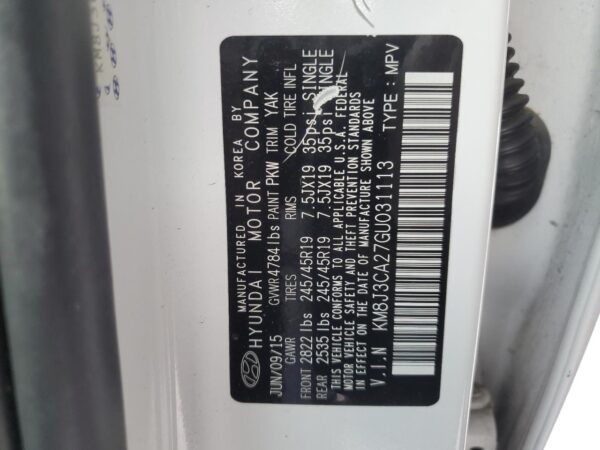 MANUFACTURED IN KOREA BY
HYUNDAI MOTOR COMPANY
JUN/09/15 GVWR 4784lbs PAINT PKW TRIM YAK
GAWR TIRES RIMS COLD TIRE INFL
FRONT 2822 lbs 245/45R19 7.5JX19 35psi SINGLE
REAR 2535 lbs 245/45R19 7.5JX19 35psi SINGLE
THIS VEHICLE CONFORMS TO ALL APPLICABLE U.S.A. FEDERAL
MOTOR VEHICLE SAFETY AND THEFT PREVENTION STANDARDS
IN EFFECT ON THE DATE OF MANUFACTURE SHOWN ABOVE
V.I.N KM8J3CA27GU031113 TYPE : MPV